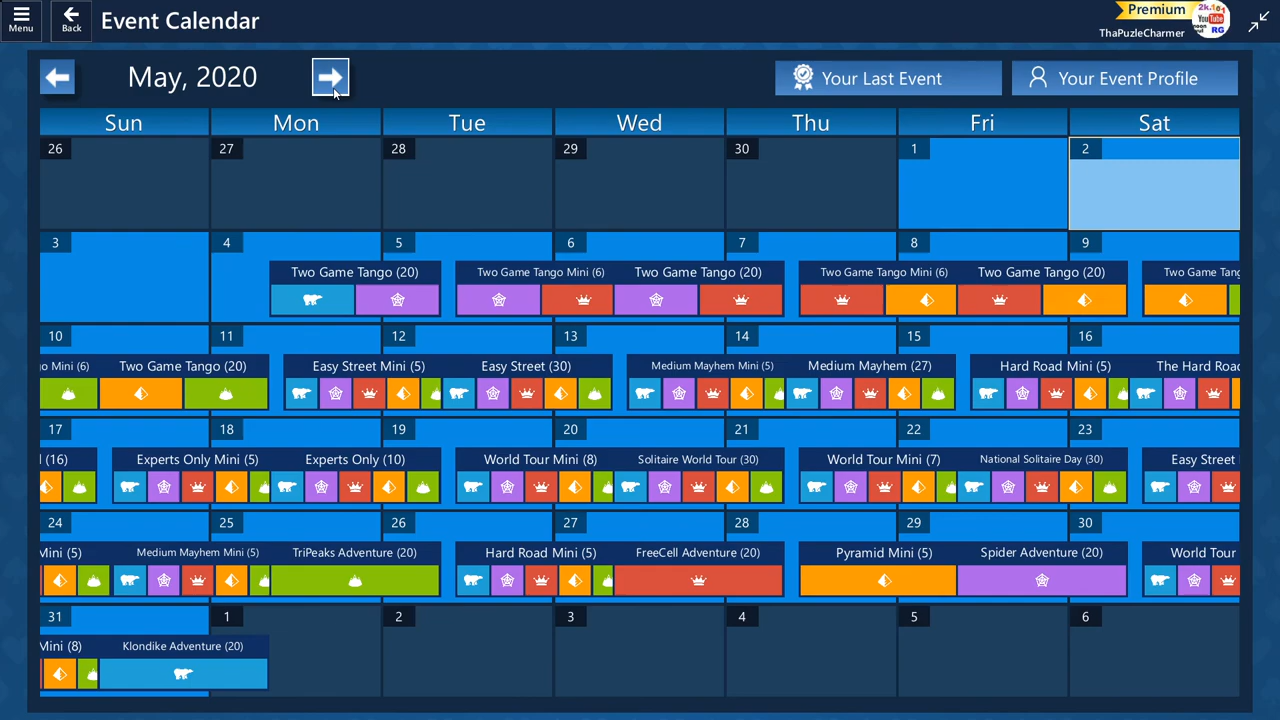 Menu
Back
Event Calendar
Premium
ThaPuzleCharmer
2k.1o1
YouTube
RG
May, 2020
Your Last Event
Your Event Profile
Sun Mon Tue Wed Thu Fri Sat
26 27 28 29 30 1 2
3 4 5 6 7 8 9
Two Game Tango (20) Two Game Tango Mini (6) Two Game Tango (20) Two Game Tango Mini (6) Two Game Tango (20) Two Game Tang
10 11 12 13 14 15 16
go Mini (6) Two Game Tango (20) Easy Street Mini (5) Easy Street (30) Medium Mayhem Mini (5) Medium Mayhem (27) Hard Road Mini (5) The Hard Road
17 18 19 20 21 22 23
l (16) Experts Only Mini (5) Experts Only (10) World Tour Mini (8) Solitaire World Tour (30) World Tour Mini (7) National Solitaire Day (30) Easy Street
24 25 26 27 28 29 30
Mini (5) Medium Mayhem Mini (5) TriPeaks Adventure (20) Hard Road Mini (5) FreeCell Adventure (20) Pyramid Mini (5) Spider Adventure (20) World Tour
31 1 2 3 4 5 6
Mini (8) Klondike Adventure (20)